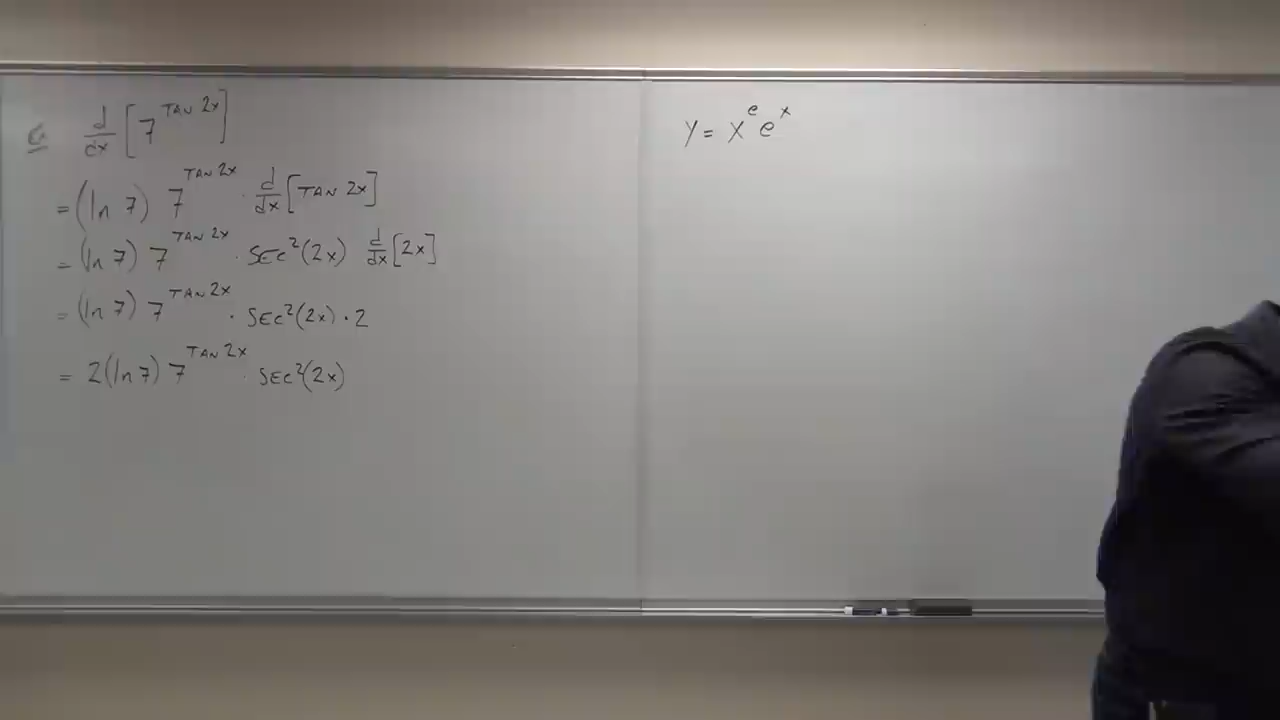 Ex d/dx [7^TAN 2x]
= (ln 7) 7^TAN 2x · d/dx [TAN 2x]
= (ln 7) 7^TAN 2x · SEC²(2x) d/dx [2x]
= (ln 7) 7^TAN 2x · SEC²(2x) · 2
= 2(ln 7) 7^TAN 2x · SEC²(2x)
Y = x^e e^x